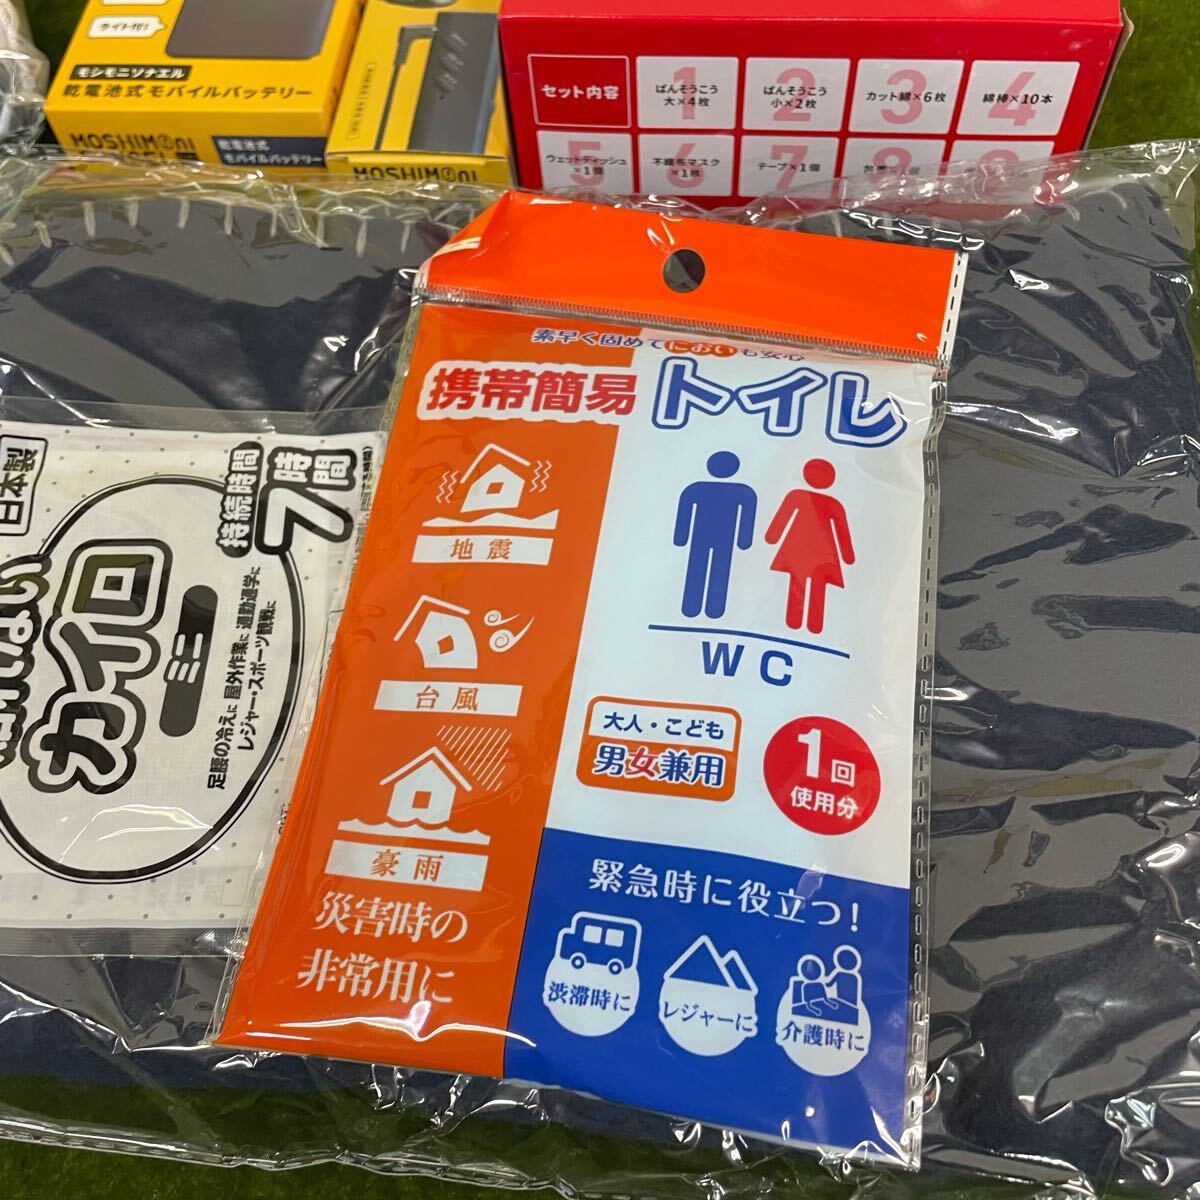 ライト付!
モシモニソナエル
乾電池式モバイルバッテリー
MOSHIMONI
乾電池式
モバイルバッテリー
MOSHIMONI
セット内容
1
ばんそうこう
大×4枚
2
ばんそうこう
小×2枚
3
カット綿×6枚
4
綿棒×10本
5
ウェットティッシュ
×1個
6
不織布マスク
×1枚
7
テープ×1個
8
9
素早く固めてにおいも安心
携帯簡易トイレ
地震
台風
豪雨
災害時の
非常用に
WC
大人・こども
男女兼用
1回
使用分
緊急時に役立つ!
渋滞時に
レジャーに
介護時に
日本製
持続時間
7時間
カイロ
ミニ
足腰の冷えに 屋外作業に 通勤通学に
レジャー・スポーツ観戦に